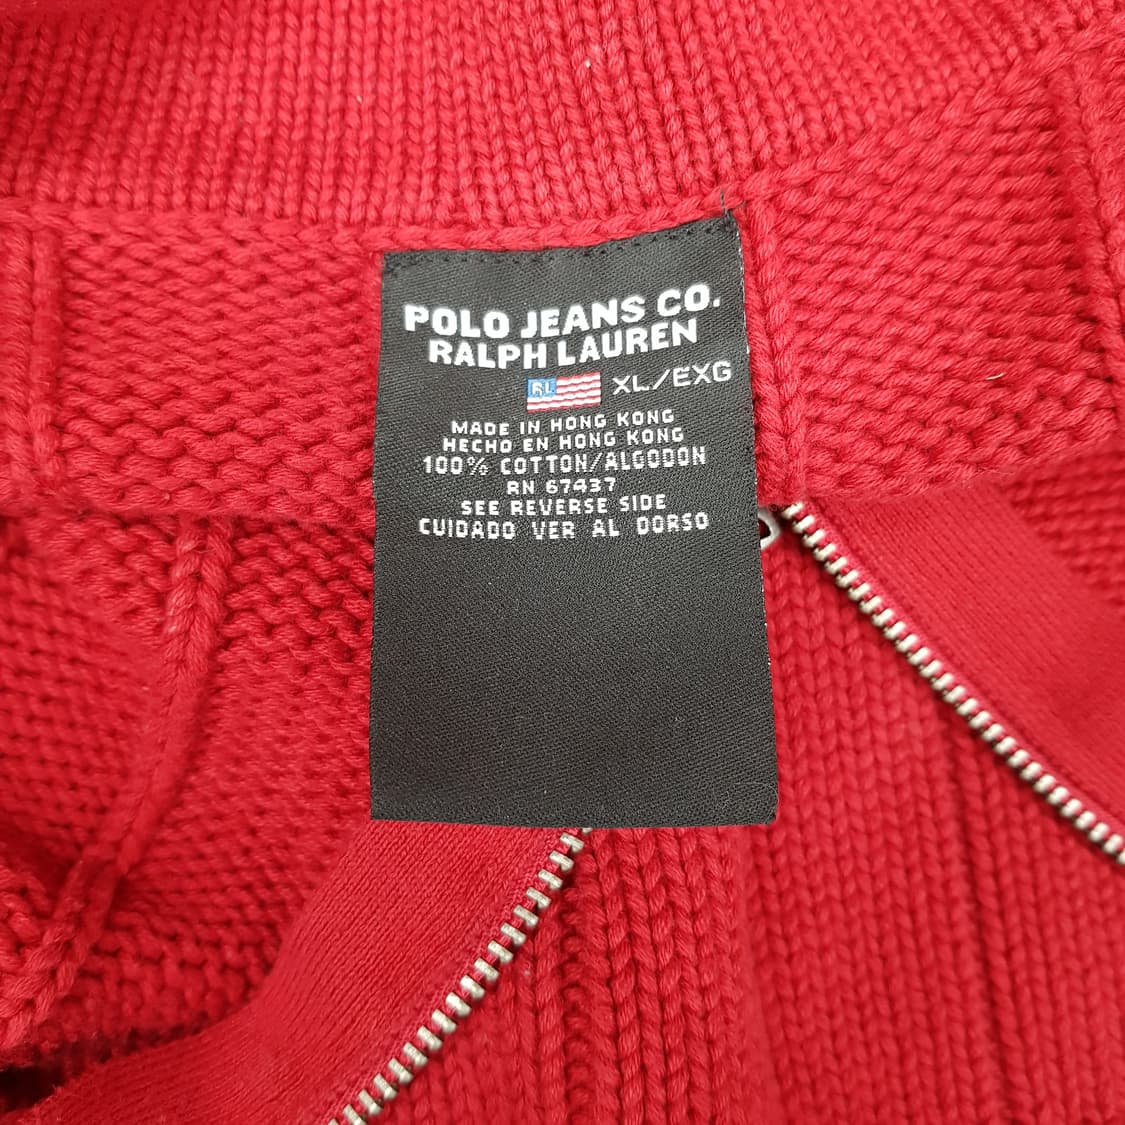 POLO JEANS CO.
RALPH LAUREN
RL XL/EXG
MADE IN HONG KONG
HECHO EN HONG KONG
100% COTTON/ALGODON
RN 67437
SEE REVERSE SIDE
CUIDADO VER AL DORSO